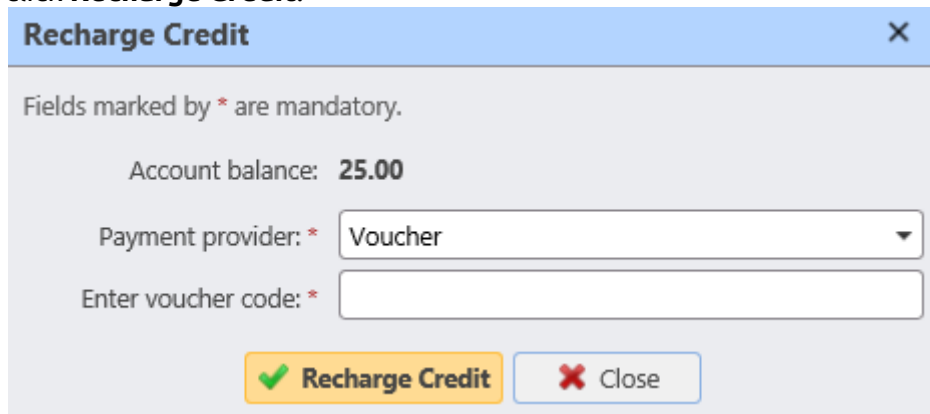 Recharge Credit
Fields marked by * are mandatory.
Account balance: 25.00
Payment provider: * Voucher
Enter voucher code: *
Recharge Credit Close